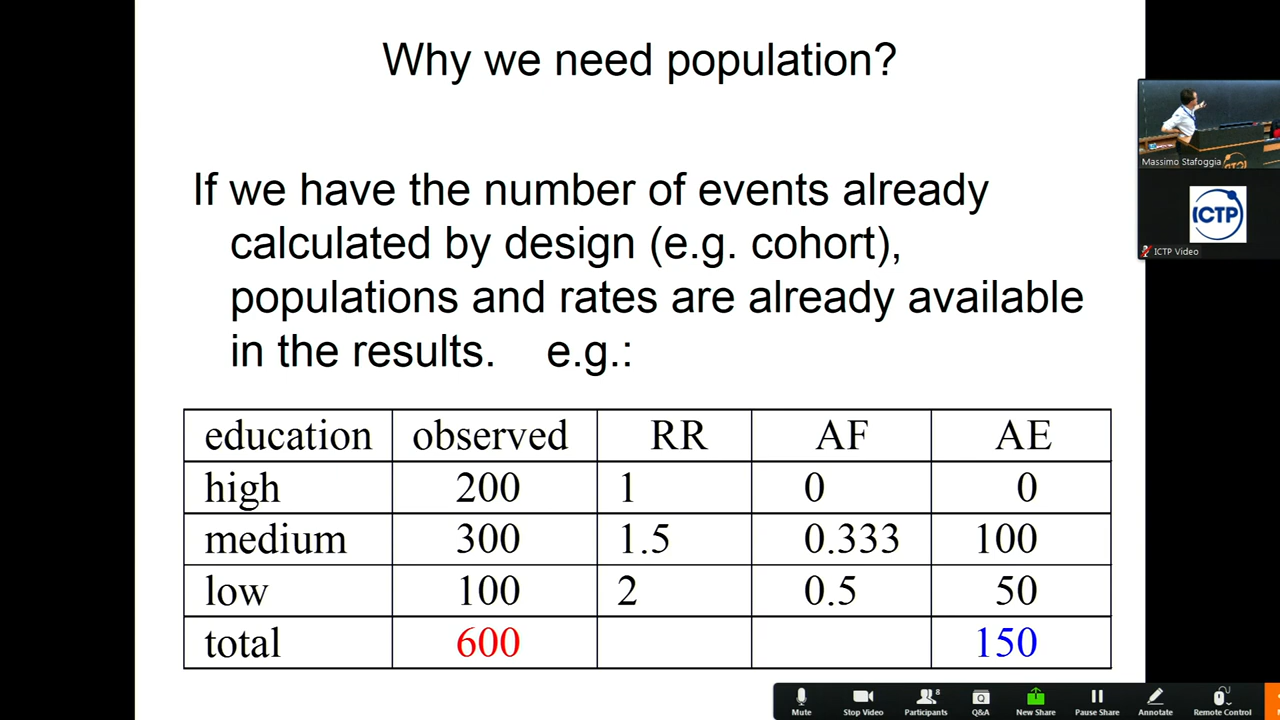 Why we need population?
If we have the number of events already
calculated by design (e.g. cohort),
populations and rates are already available
in the results. e.g.:
education observed RR AF AE
high 200 1 0 0
medium 300 1.5 0.333 100
low 100 2 0.5 50
total 600 150
Massimo Stafoggia
ICTP
ICTP Video
Mute Stop Video Participants 8 Q&A New Share Pause Share Annotate Remote Control